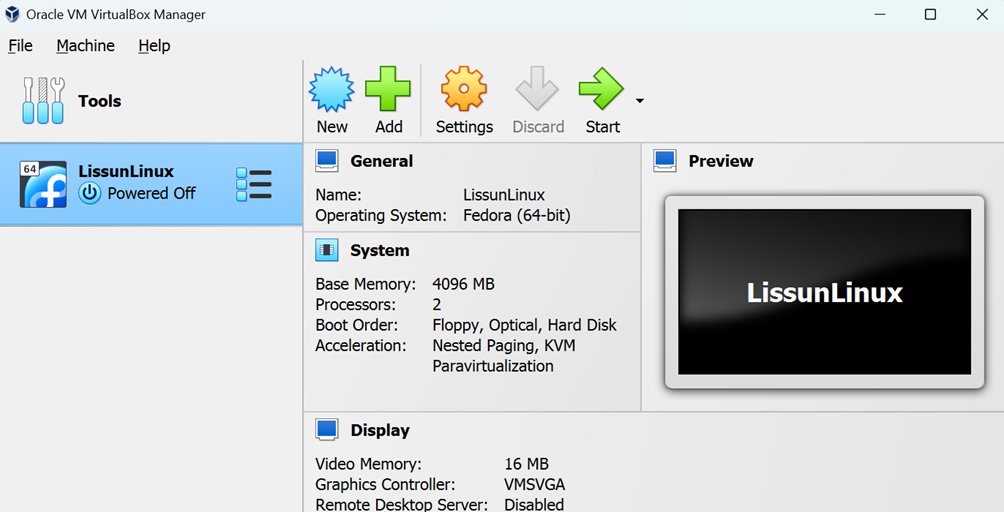 Oracle VM VirtualBox Manager
File Machine Help
Tools
New Add Settings Discard Start
64
LissunLinux
Powered Off
General
Name: LissunLinux
Operating System: Fedora (64-bit)
System
Base Memory: 4096 MB
Processors: 2
Boot Order: Floppy, Optical, Hard Disk
Acceleration: Nested Paging, KVM
Paravirtualization
Preview
LissunLinux
Display
Video Memory: 16 MB
Graphics Controller: VMSVGA
Remote Desktop Server: Disabled